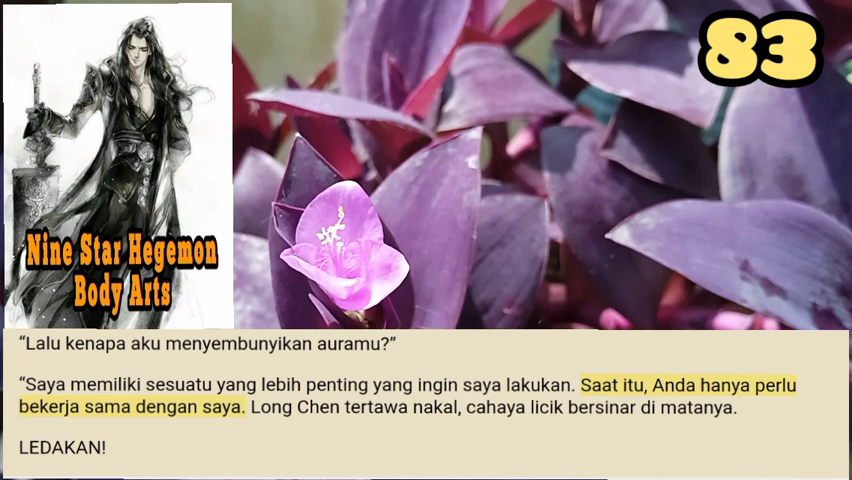 83
Nine Star Hegemon
Body Arts
“Lalu kenapa aku menyembunyikan auramu?”
“Saya memiliki sesuatu yang lebih penting yang ingin saya lakukan. Saat itu, Anda hanya perlu
bekerja sama dengan saya. Long Chen tertawa nakal, cahaya licik bersinar di matanya.
LEDAKAN!